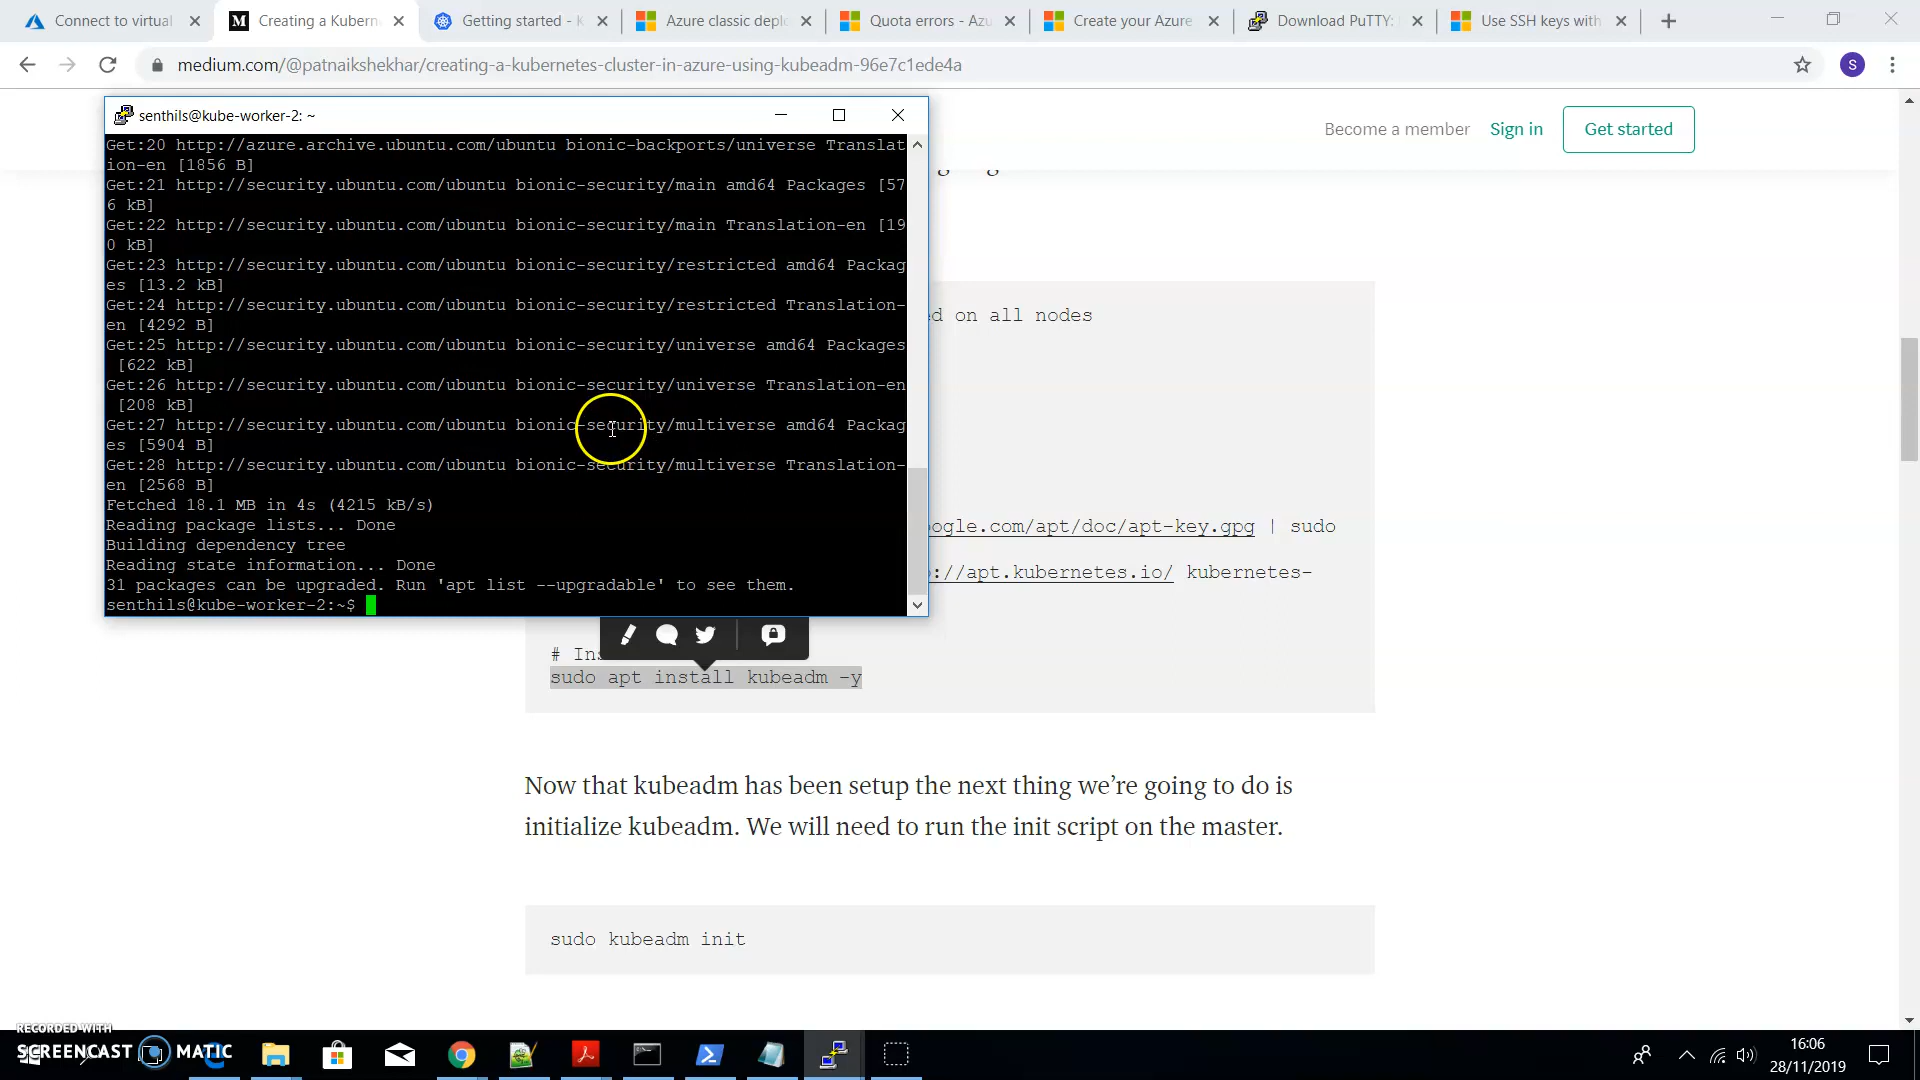 Connect to virtual
Creating a Kubern
Getting started - K
Azure classic depl
Quota errors - Azu
Create your Azure
Download PuTTY:
Use SSH keys with
medium.com/@patnaikshekhar/creating-a-kubernetes-cluster-in-azure-using-kubeadm-96e7c1ede4a
S
Become a member
Sign in
Get started
senthils@kube-worker-2: ~
Get:20 http://azure.archive.ubuntu.com/ubuntu bionic-backports/universe Translat
ion-en [1856 B]
Get:21 http://security.ubuntu.com/ubuntu bionic-security/main amd64 Packages [57
6 kB]
Get:22 http://security.ubuntu.com/ubuntu bionic-security/main Translation-en [19
0 kB]
Get:23 http://security.ubuntu.com/ubuntu bionic-security/restricted amd64 Packag
es [13.2 kB]
Get:24 http://security.ubuntu.com/ubuntu bionic-security/restricted Translation-
en [4292 B]
Get:25 http://security.ubuntu.com/ubuntu bionic-security/universe amd64 Packages
[622 kB]
Get:26 http://security.ubuntu.com/ubuntu bionic-security/universe Translation-en
[208 kB]
Get:27 http://security.ubuntu.com/ubuntu bionic-security/multiverse amd64 Packag
es [5904 B]
Get:28 http://security.ubuntu.com/ubuntu bionic-security/multiverse Translation-
en [2568 B]
Fetched 18.1 MB in 4s (4215 kB/s)
Reading package lists... Done
Building dependency tree
Reading state information... Done
31 packages can be upgraded. Run 'apt list --upgradable' to see them.
senthils@kube-worker-2:~$
ed on all nodes
ogle.com/apt/doc/apt-key.gpg | sudo
://apt.kubernetes.io/ kubernetes-
# Ins
sudo apt install kubeadm -y
Now that kubeadm has been setup the next thing we’re going to do is
initialize kubeadm. We will need to run the init script on the master.
sudo kubeadm init
RECORDED WITH
SCREENCAST MATIC
16:06
28/11/2019